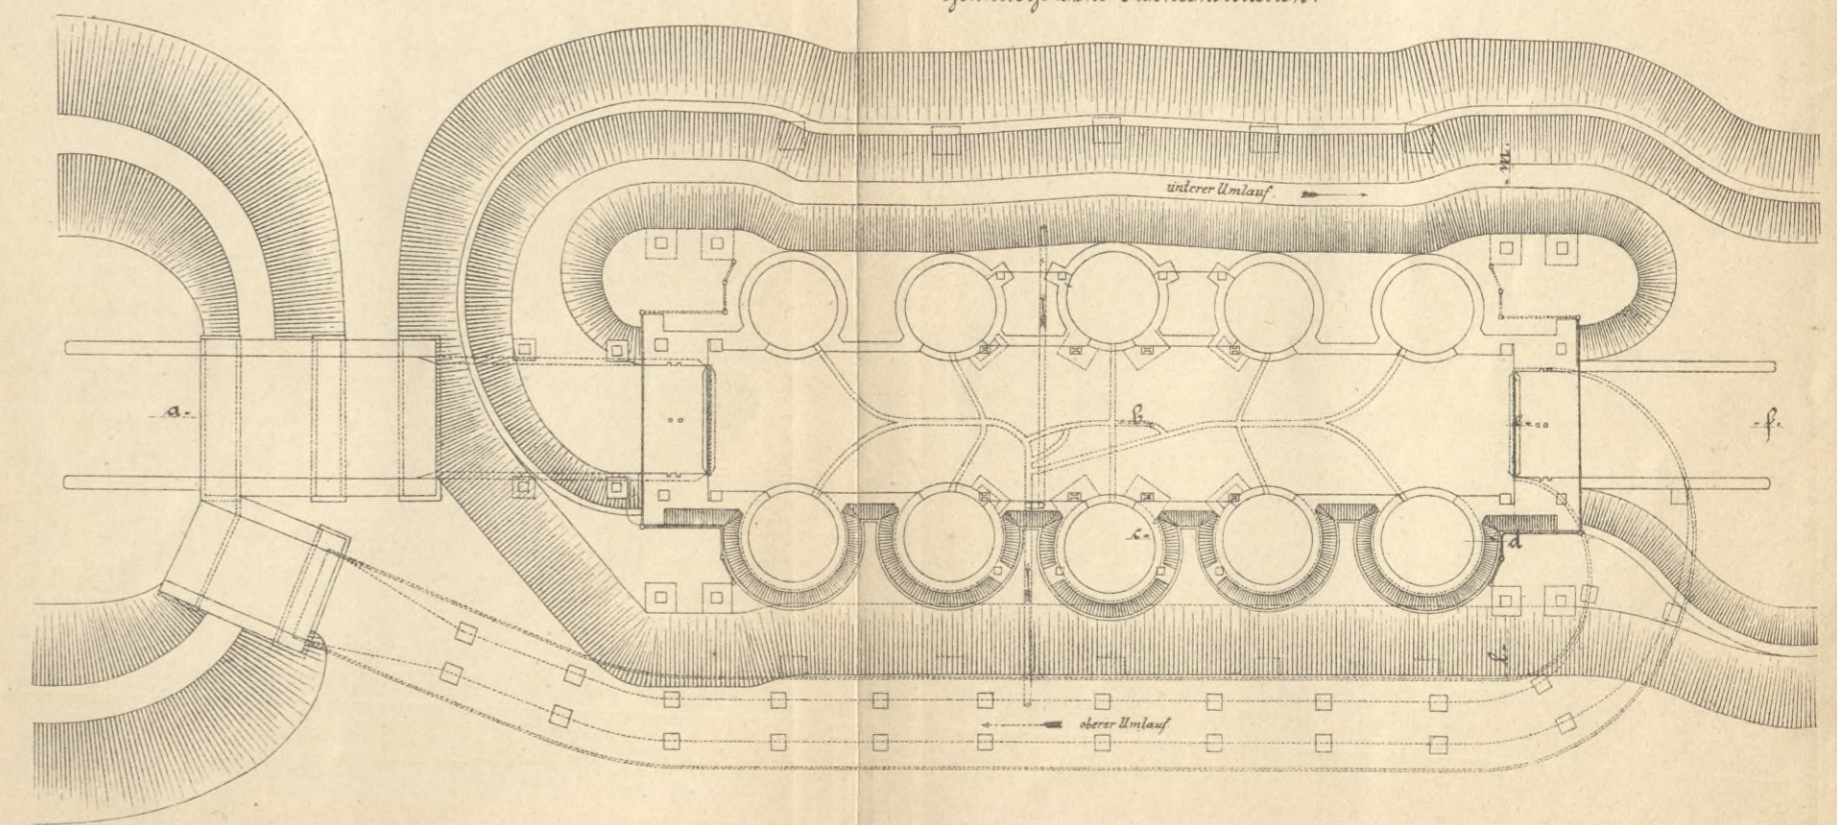 m.
unterer Umlauf.
a.
b.
e.
f.
c.
d
l.
oberer Umlauf.